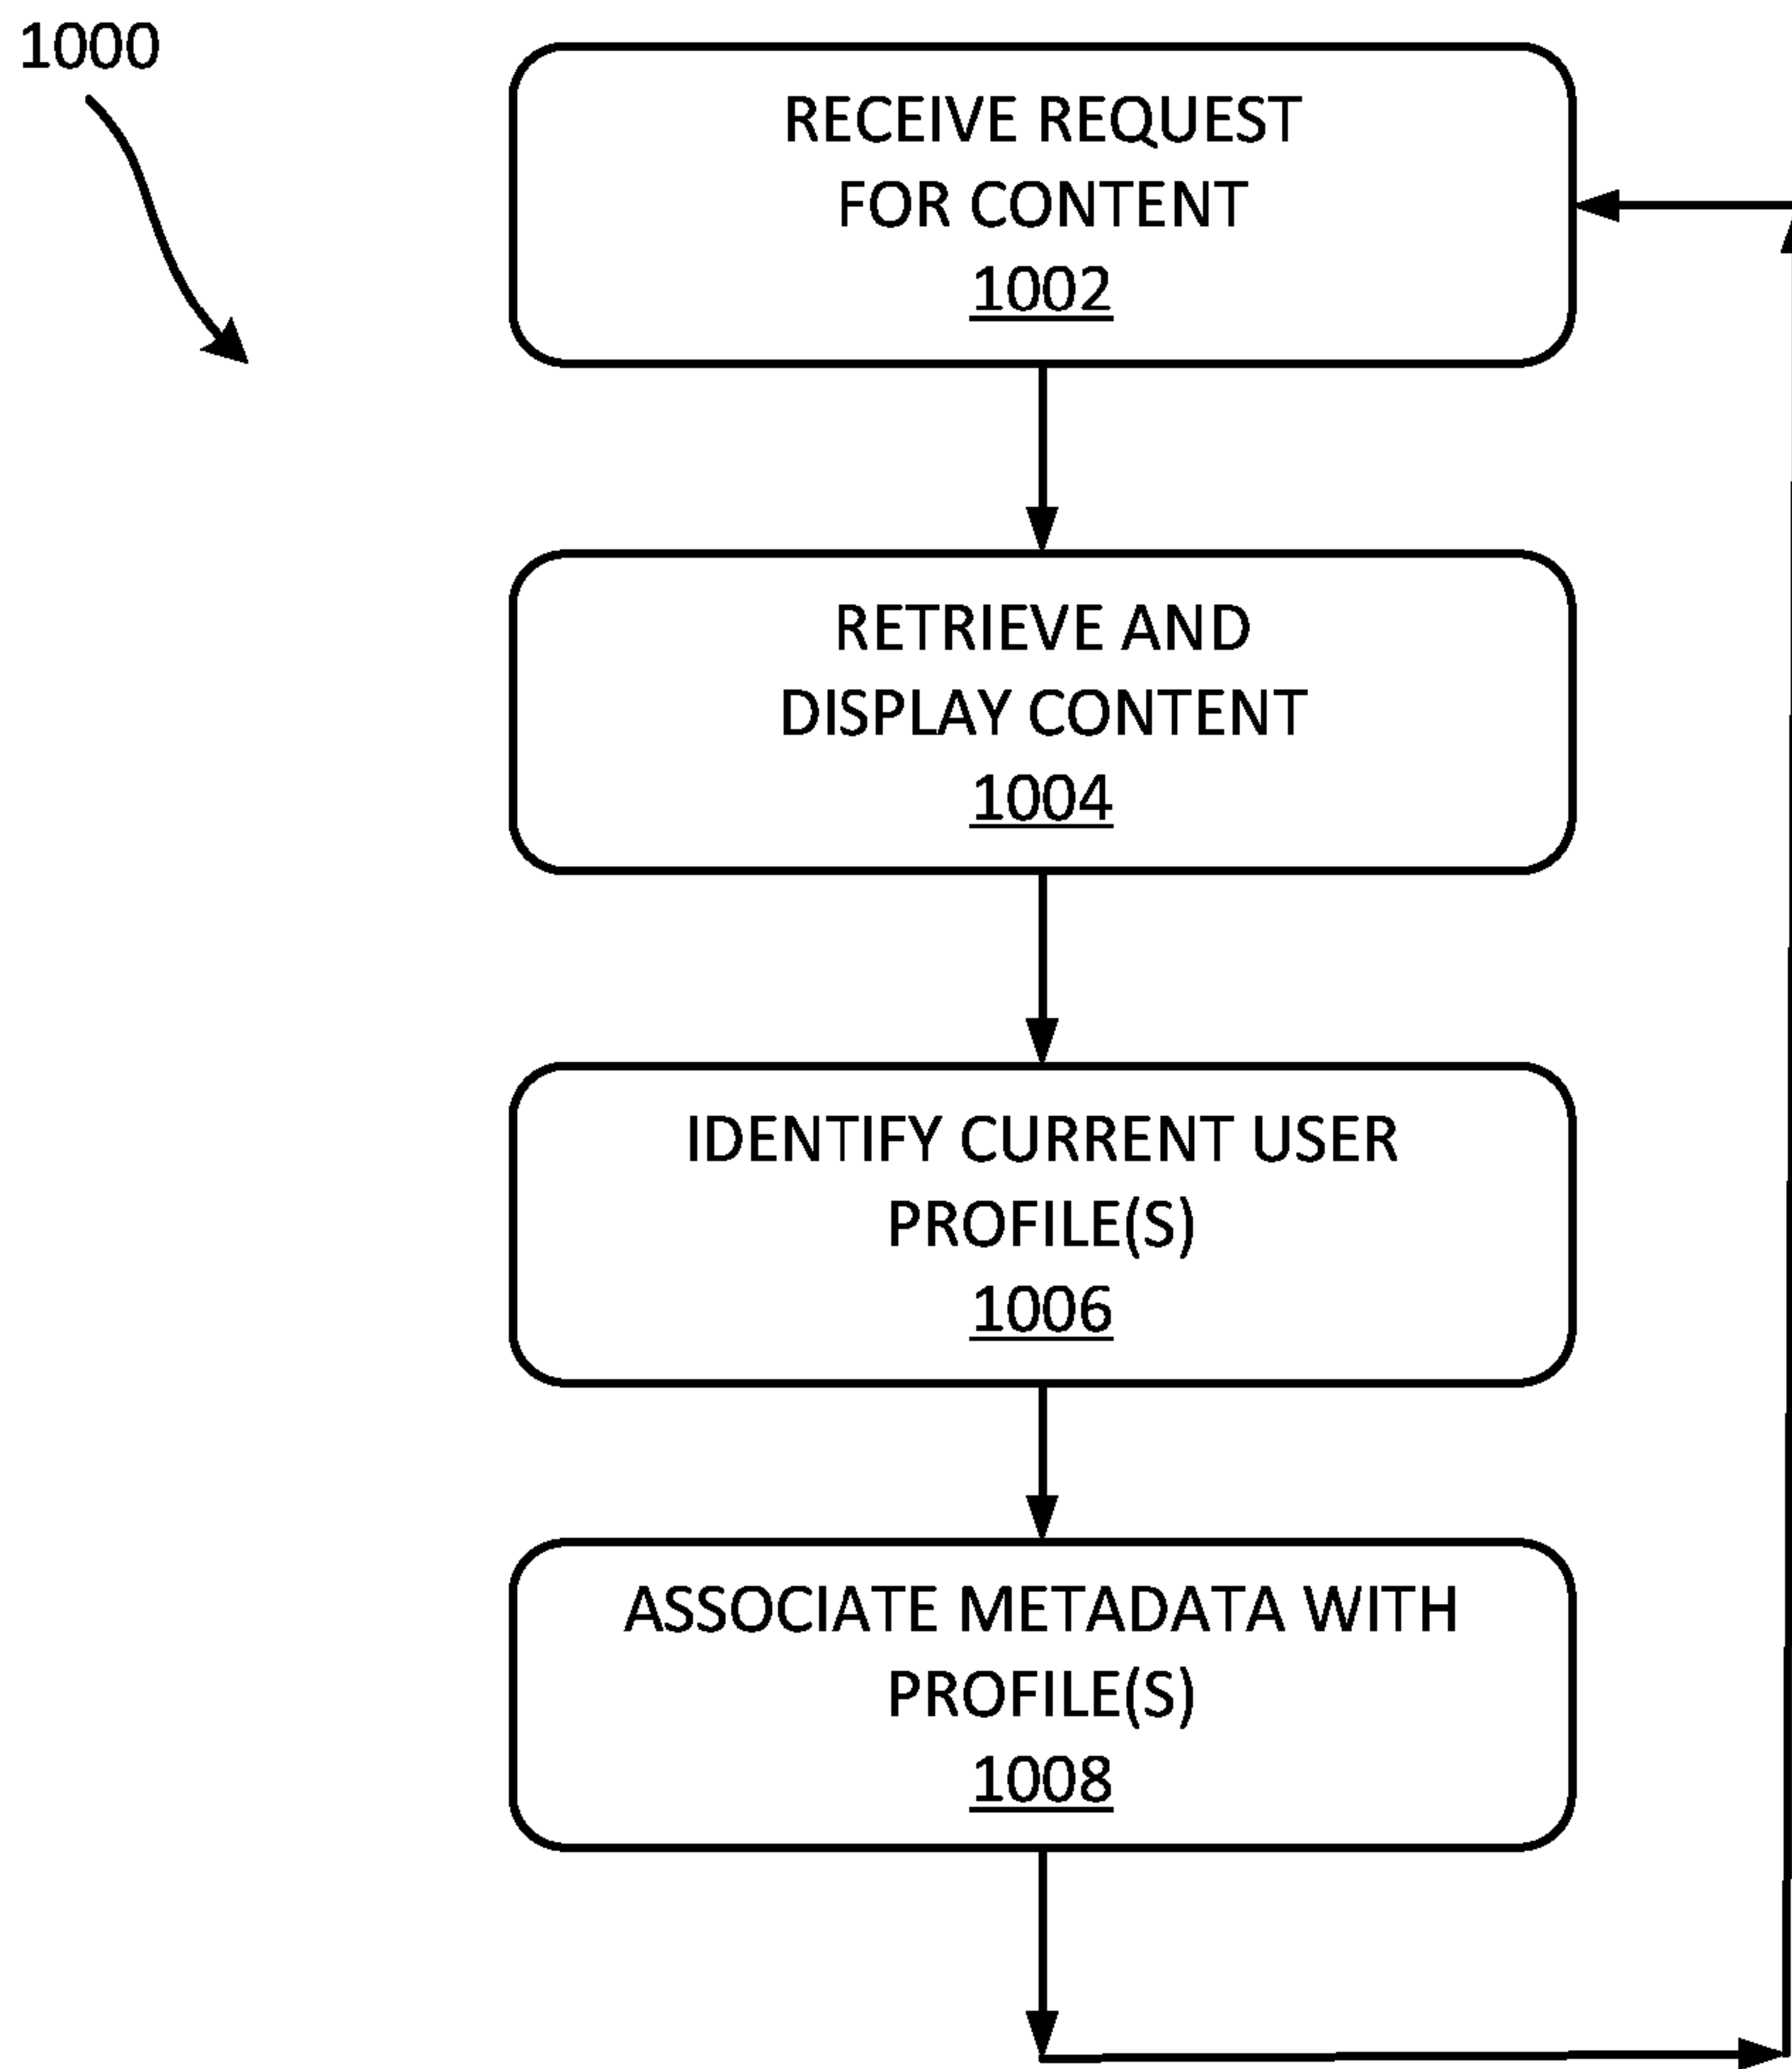 1000
RECEIVE REQUEST
FOR CONTENT
1002
RETRIEVE AND
DISPLAY CONTENT
1004
IDENTIFY CURRENT USER
PROFILE(S)
1006
ASSOCIATE METADATA WITH
PROFILE(S)
1008